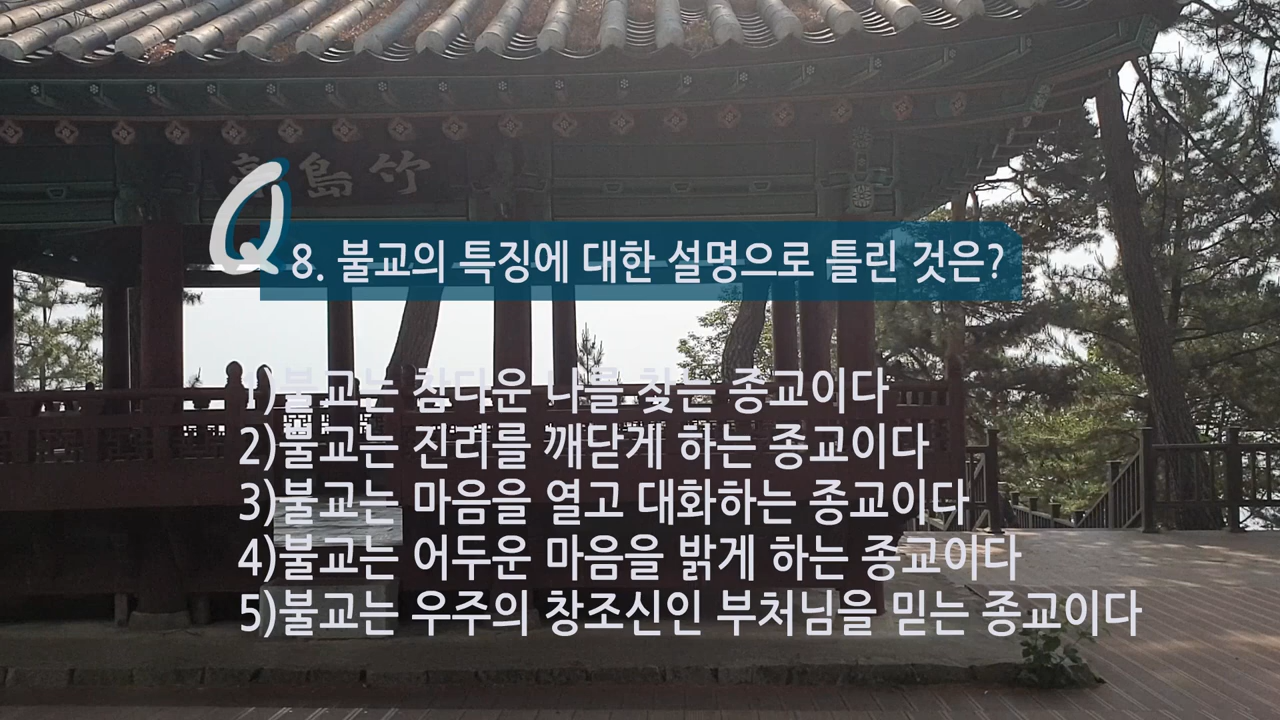 竹島亭
Q
8. 불교의 특징에 대한 설명으로 틀린 것은?
1)불교는 참다운 나를 찾는 종교이다
2)불교는 진리를 깨닫게 하는 종교이다
3)불교는 마음을 열고 대화하는 종교이다
4)불교는 어두운 마음을 밝게 하는 종교이다
5)불교는 우주의 창조신인 부처님을 믿는 종교이다